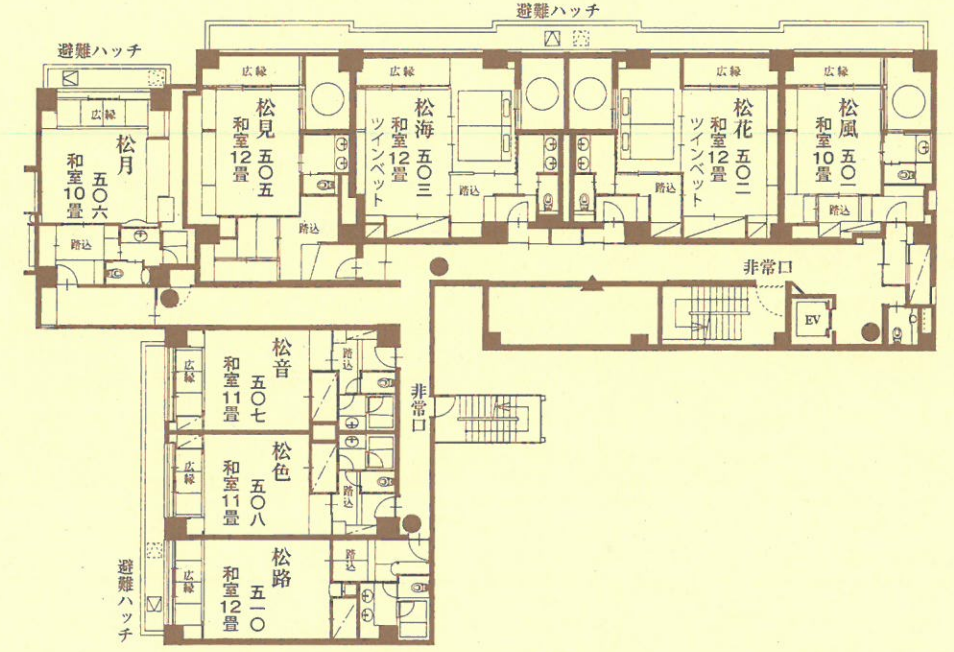 避難ハッチ
避難ハッチ
広縁
松月
五〇六
和室10畳
踏込
広縁
松見
五〇五
和室12畳
踏込
広縁
松海
五〇三
和室12畳
ツインベット
踏込
広縁
松花
五〇二
和室12畳
ツインベット
踏込
広縁
松風
五〇一
和室10畳
踏込
非常口
EV
広縁
松音
五〇七
和室11畳
踏込
非常口
広縁
松色
五〇八
和室11畳
踏込
広縁
松路
五一〇
和室12畳
踏込
避難ハッチ